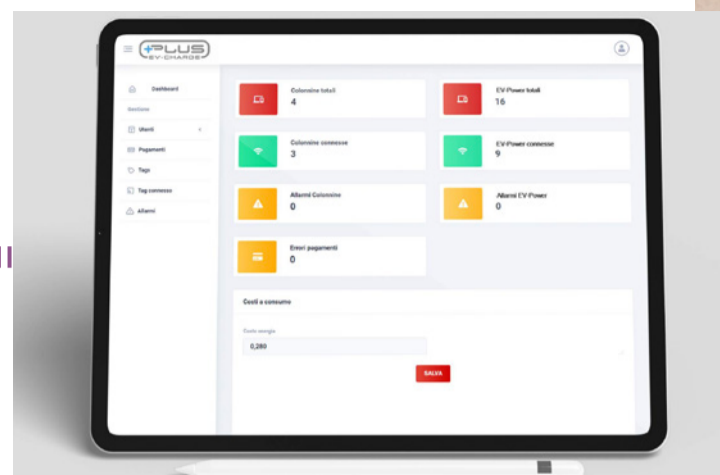 +PLUS
EV-CHARGE
Dashboard
Gestione
Utenti
Pagamenti
Tags
Tag connesse
Allarmi
Colonnine totali
4
EV-Power totali
16
Colonnine connesse
3
EV-Power connesse
9
Allarmi Colonnine
0
Allarmi EV-Power
0
Errori pagamenti
0
Costi a consumo
Costo energia
0,280
SALVA